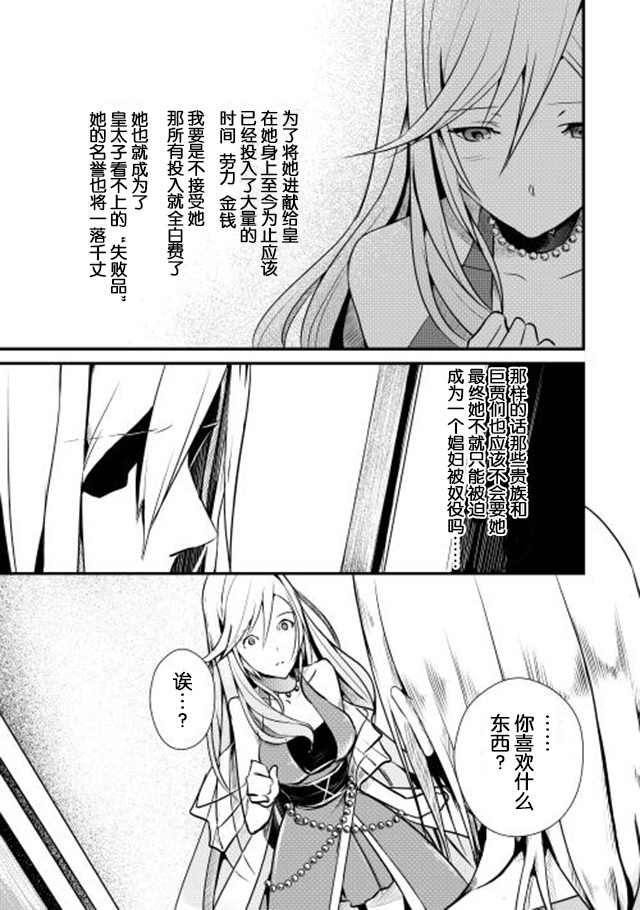 为了将她进献给皇
在她身上至今为止应该
已经投入了大量的
时间 劳力 金钱
我要是不接受她
那所有投入就全白费了
她也就成为了
皇太子看不上的“失败品”
她的名誉也将一落千丈
那样的话那些贵族和
巨贾们也应该不会要她
最终她不就只能被迫
成为一个娼妇被奴役吗……
……
你喜欢什么
东西？
诶…？